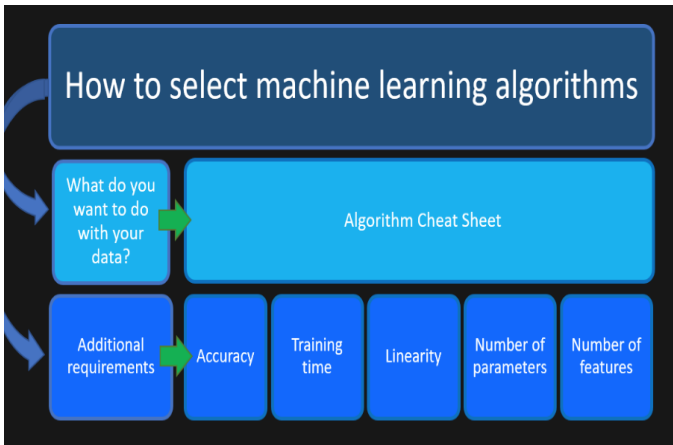 How to select machine learning algorithms
What do you
want to do
with your
data?
Algorithm Cheat Sheet
Additional
requirements
Accuracy
Training
time
Linearity
Number of
parameters
Number of
features